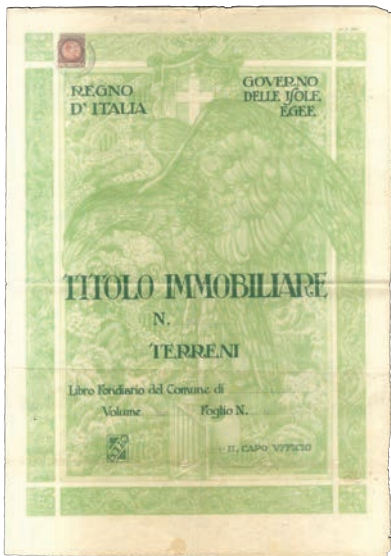 REGNO
D'ITALIA
GOVERNO
DELLE ISOLE
EGEE
TITOLO IMMOBILIARE
N.
TERRENI
Libro Fondiario del Comune di
Volume Foglio N.
IL CAPO UFFICIO